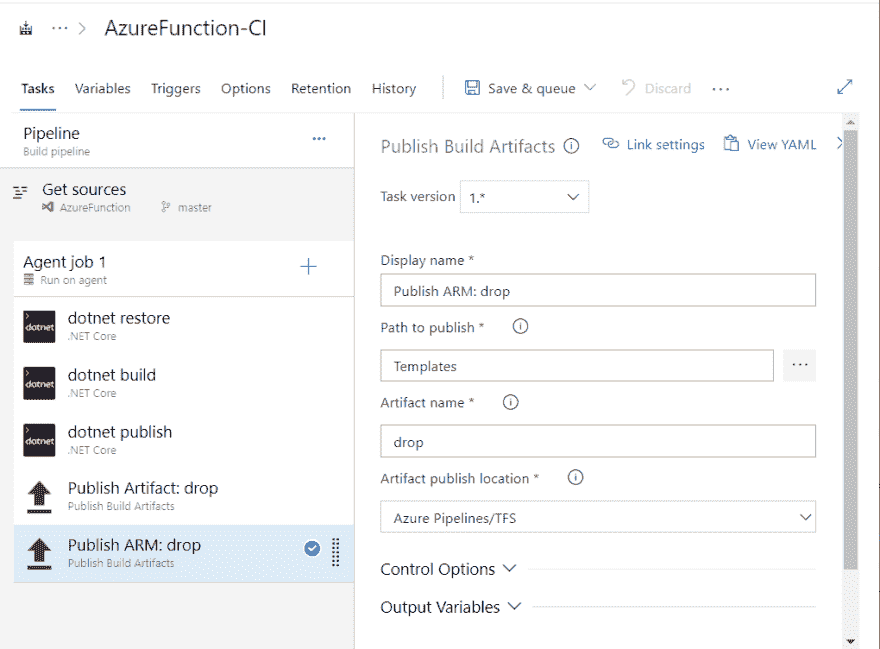 ... > AzureFunction-CI
Tasks Variables Triggers Options Retention History Save & queue Discard ...
Pipeline ...
Build pipeline
Get sources
AzureFunction master
Agent job 1
Run on agent
dotnet dotnet restore
.NET Core
dotnet dotnet build
.NET Core
dotnet dotnet publish
.NET Core
Publish Artifact: drop
Publish Build Artifacts
Publish ARM: drop
Publish Build Artifacts
Publish Build Artifacts Link settings View YAML
Task version 1.*
Display name *
Publish ARM: drop
Path to publish *
Templates ...
Artifact name *
drop
Artifact publish location *
Azure Pipelines/TFS
Control Options
Output Variables